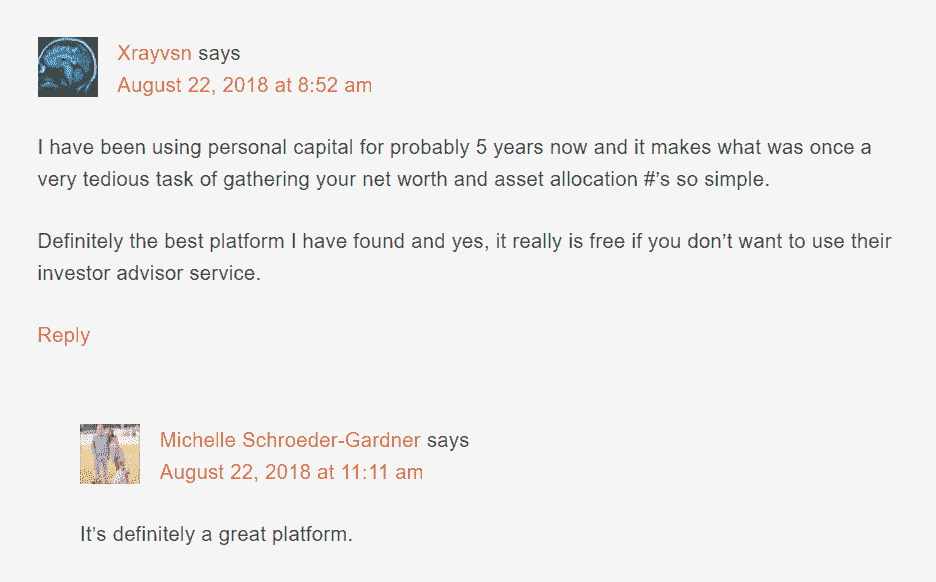 Xrayvsn says
August 22, 2018 at 8:52 am
I have been using personal capital for probably 5 years now and it makes what was once a
very tedious task of gathering your net worth and asset allocation #’s so simple.
Definitely the best platform I have found and yes, it really is free if you don’t want to use their
investor advisor service.
Reply
Michelle Schroeder-Gardner says
August 22, 2018 at 11:11 am
It’s definitely a great platform.